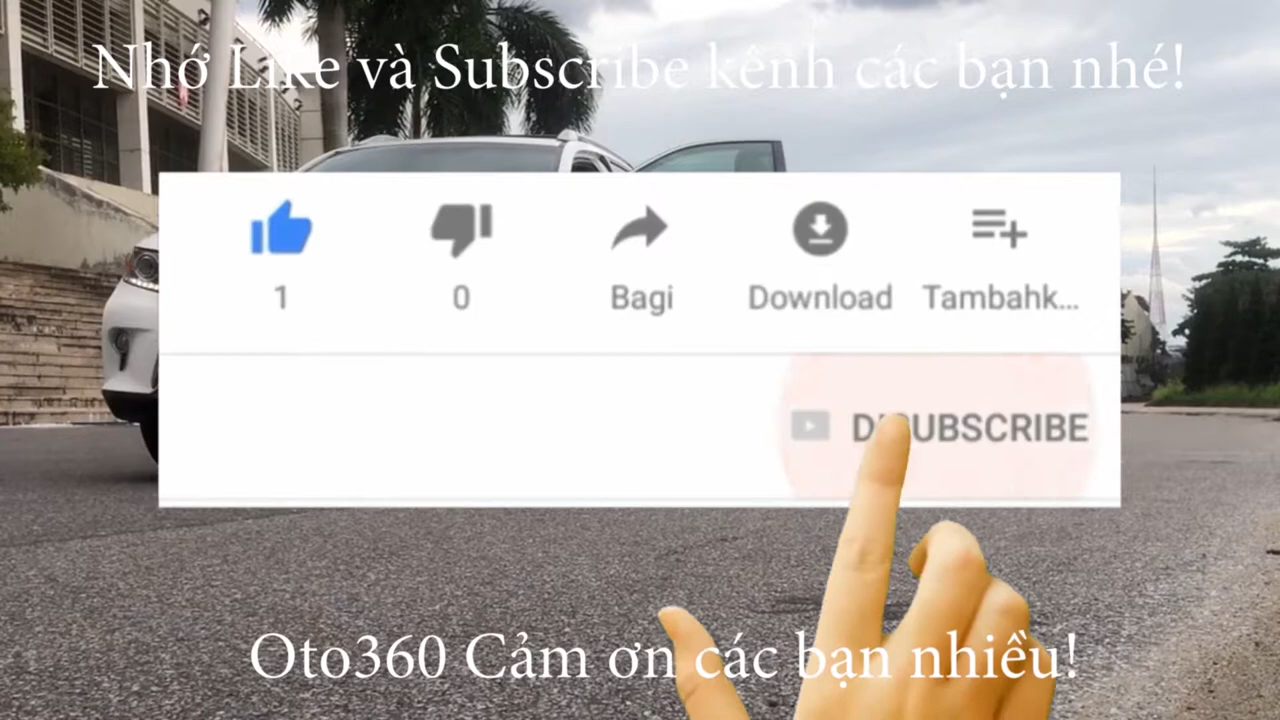 Nhớ Like và Subscribe kênh các bạn nhé!
1 0 Bagi Download Tambahk...
Oto360 Cảm ơn các bạn nhiều!